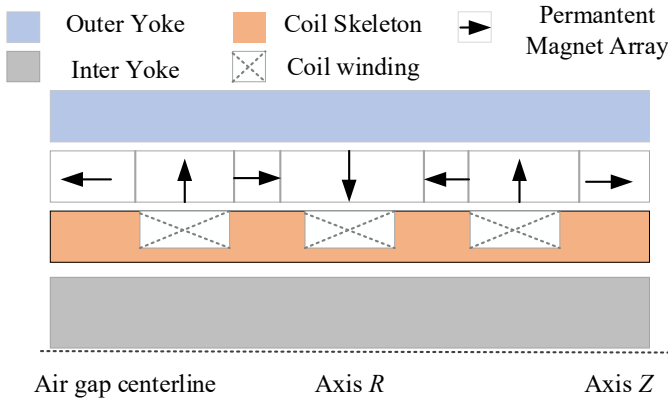 Outer Yoke
Coil Skeleton
Permantent
Magnet Array
Inter Yoke
Coil winding
Air gap centerline
Axis R
Axis Z